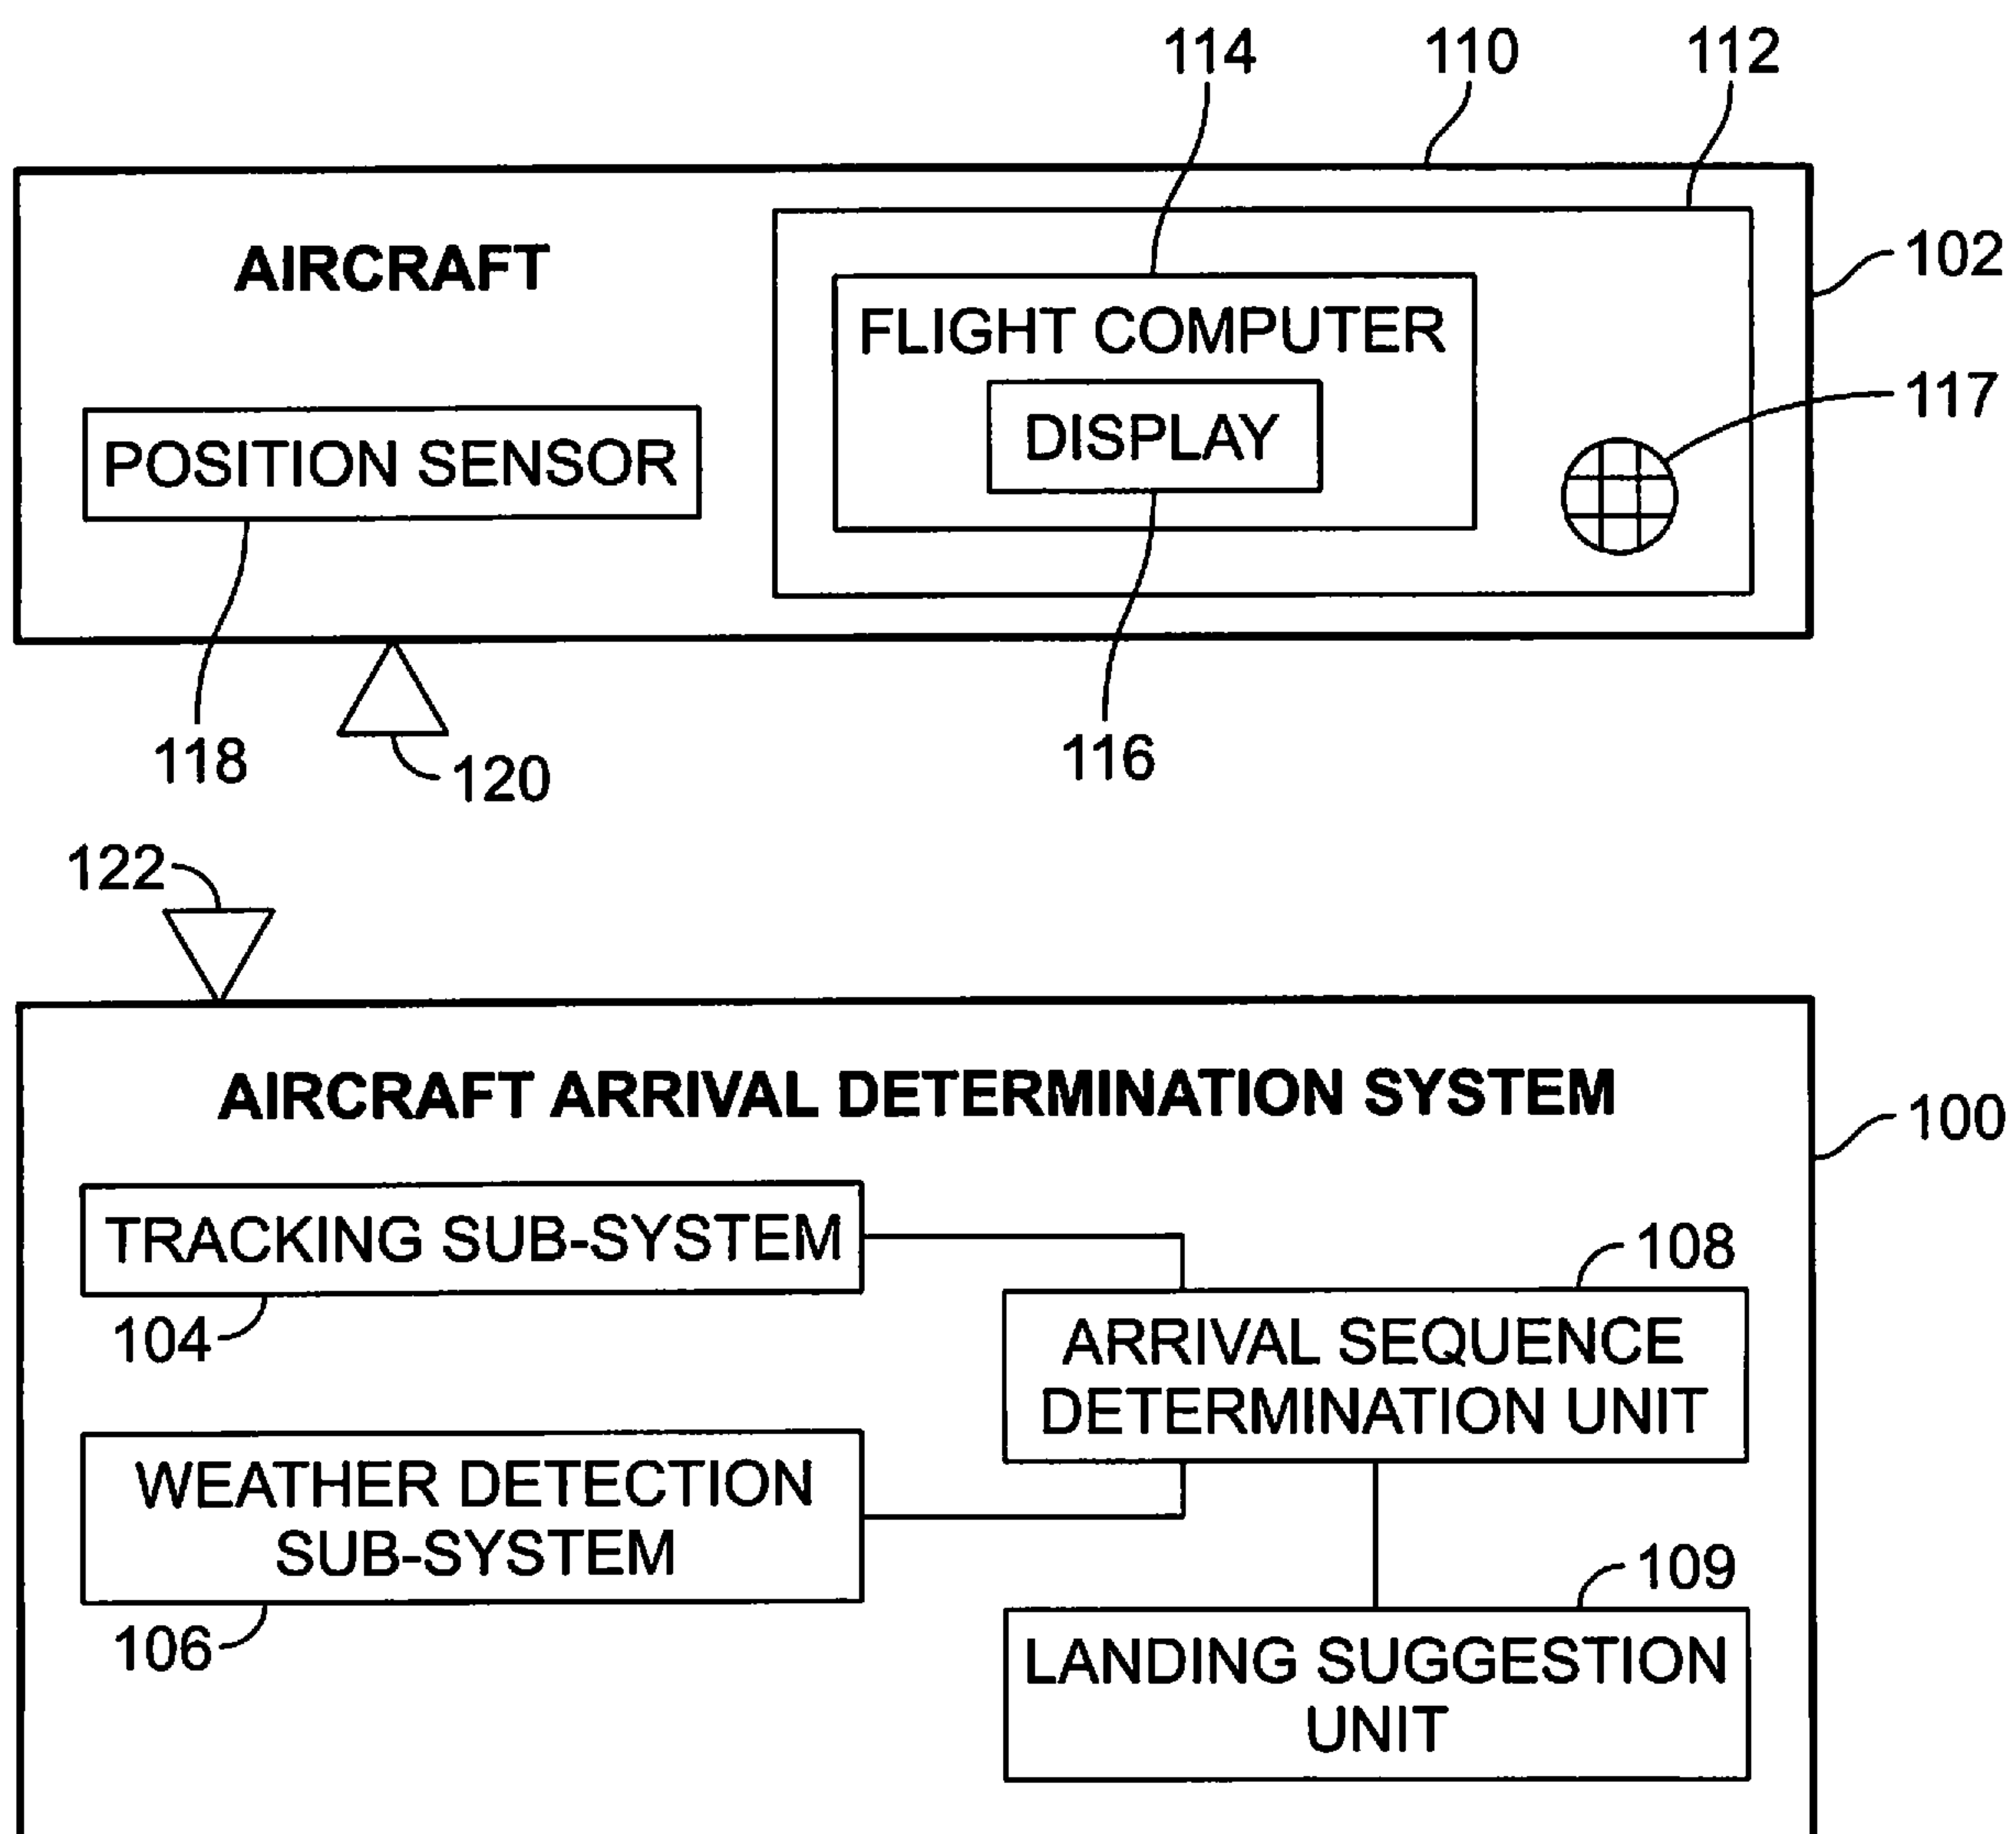 114
110
112
AIRCRAFT
102
FLIGHT COMPUTER
117
DISPLAY
POSITION SENSOR
118
120
116
122
AIRCRAFT ARRIVAL DETERMINATION SYSTEM
100
TRACKING SUB-SYSTEM
108
104
ARRIVAL SEQUENCE
DETERMINATION UNIT
WEATHER DETECTION
SUB-SYSTEM
109
106
LANDING SUGGESTION
UNIT